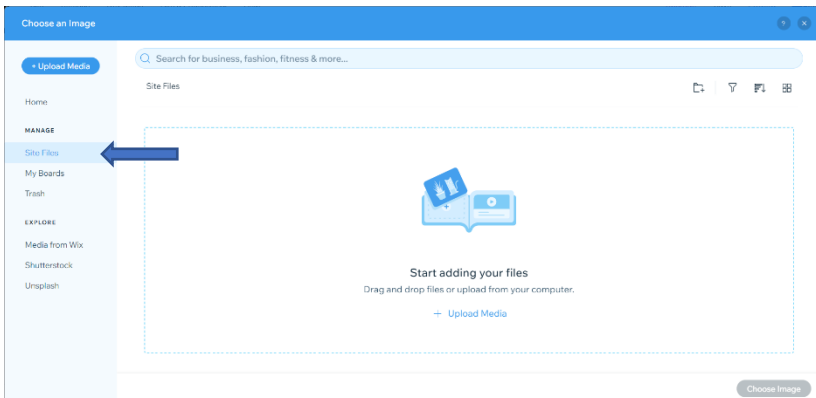 Choose an Image
?
+ Upload Media
Search for business, fashion, fitness & more...
Home
MANAGE
Site Files
My Boards
Trash
EXPLORE
Media from Wix
Shutterstock
Unsplash
Site Files
Start adding your files
Drag and drop files or upload from your computer.
+ Upload Media
Choose Image